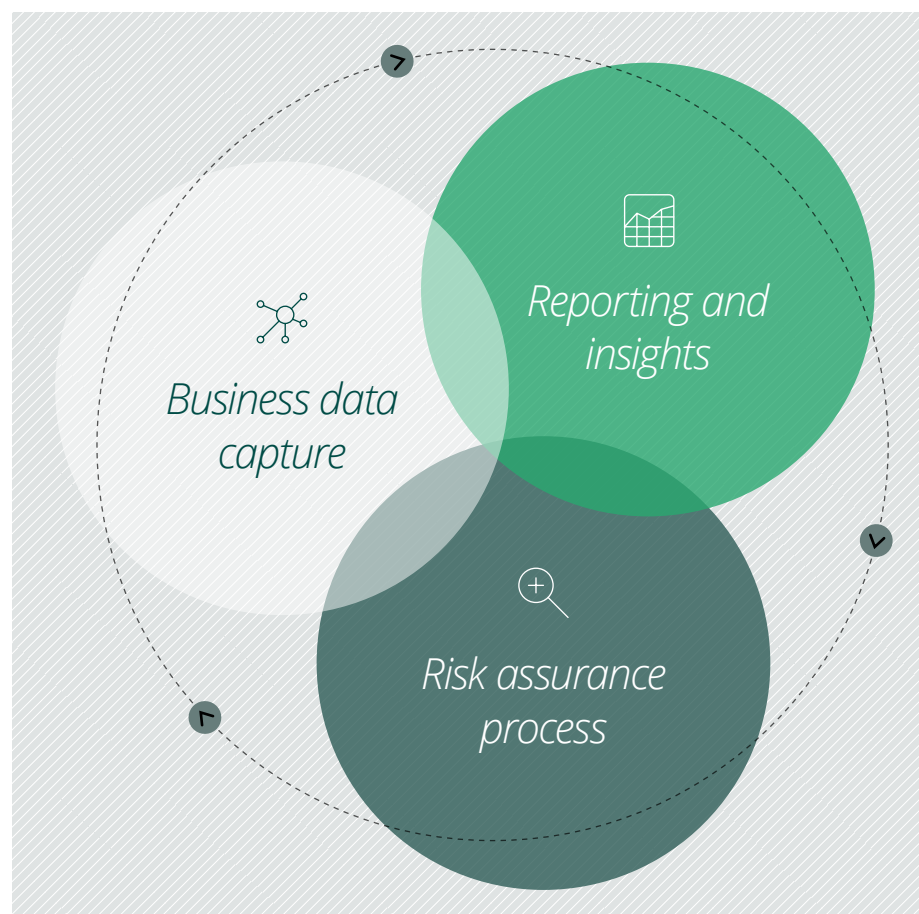 Reporting and
insights
Business data
capture
Risk assurance
process